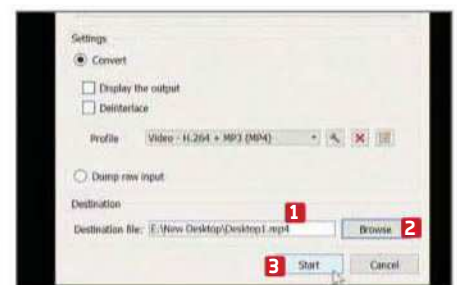 Settings
Convert
Display the output
Deinterlace
Profile Video - H.264 + MP3 (MP4)
Dump raw input
Destination
1
Destination file: E:\New Desktop\Desktop1.mp4 Browse 2
3 Start Cancel